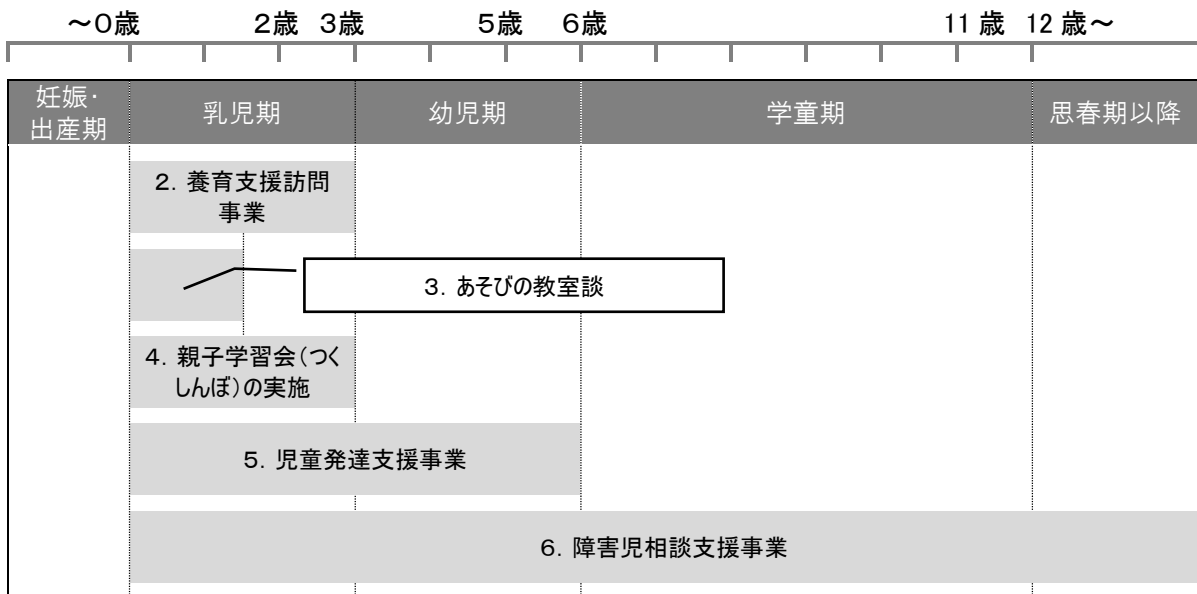 ～０歳 ２歳 ３歳 ５歳 ６歳 11 歳 12 歳～
妊娠・
出産期
乳児期
幼児期
学童期
思春期以降
２．養育支援訪問
事業
３．あそびの教室談
４．親子学習会（つく
しんぼ）の実施
５．児童発達支援事業
６．障害児相談支援事業